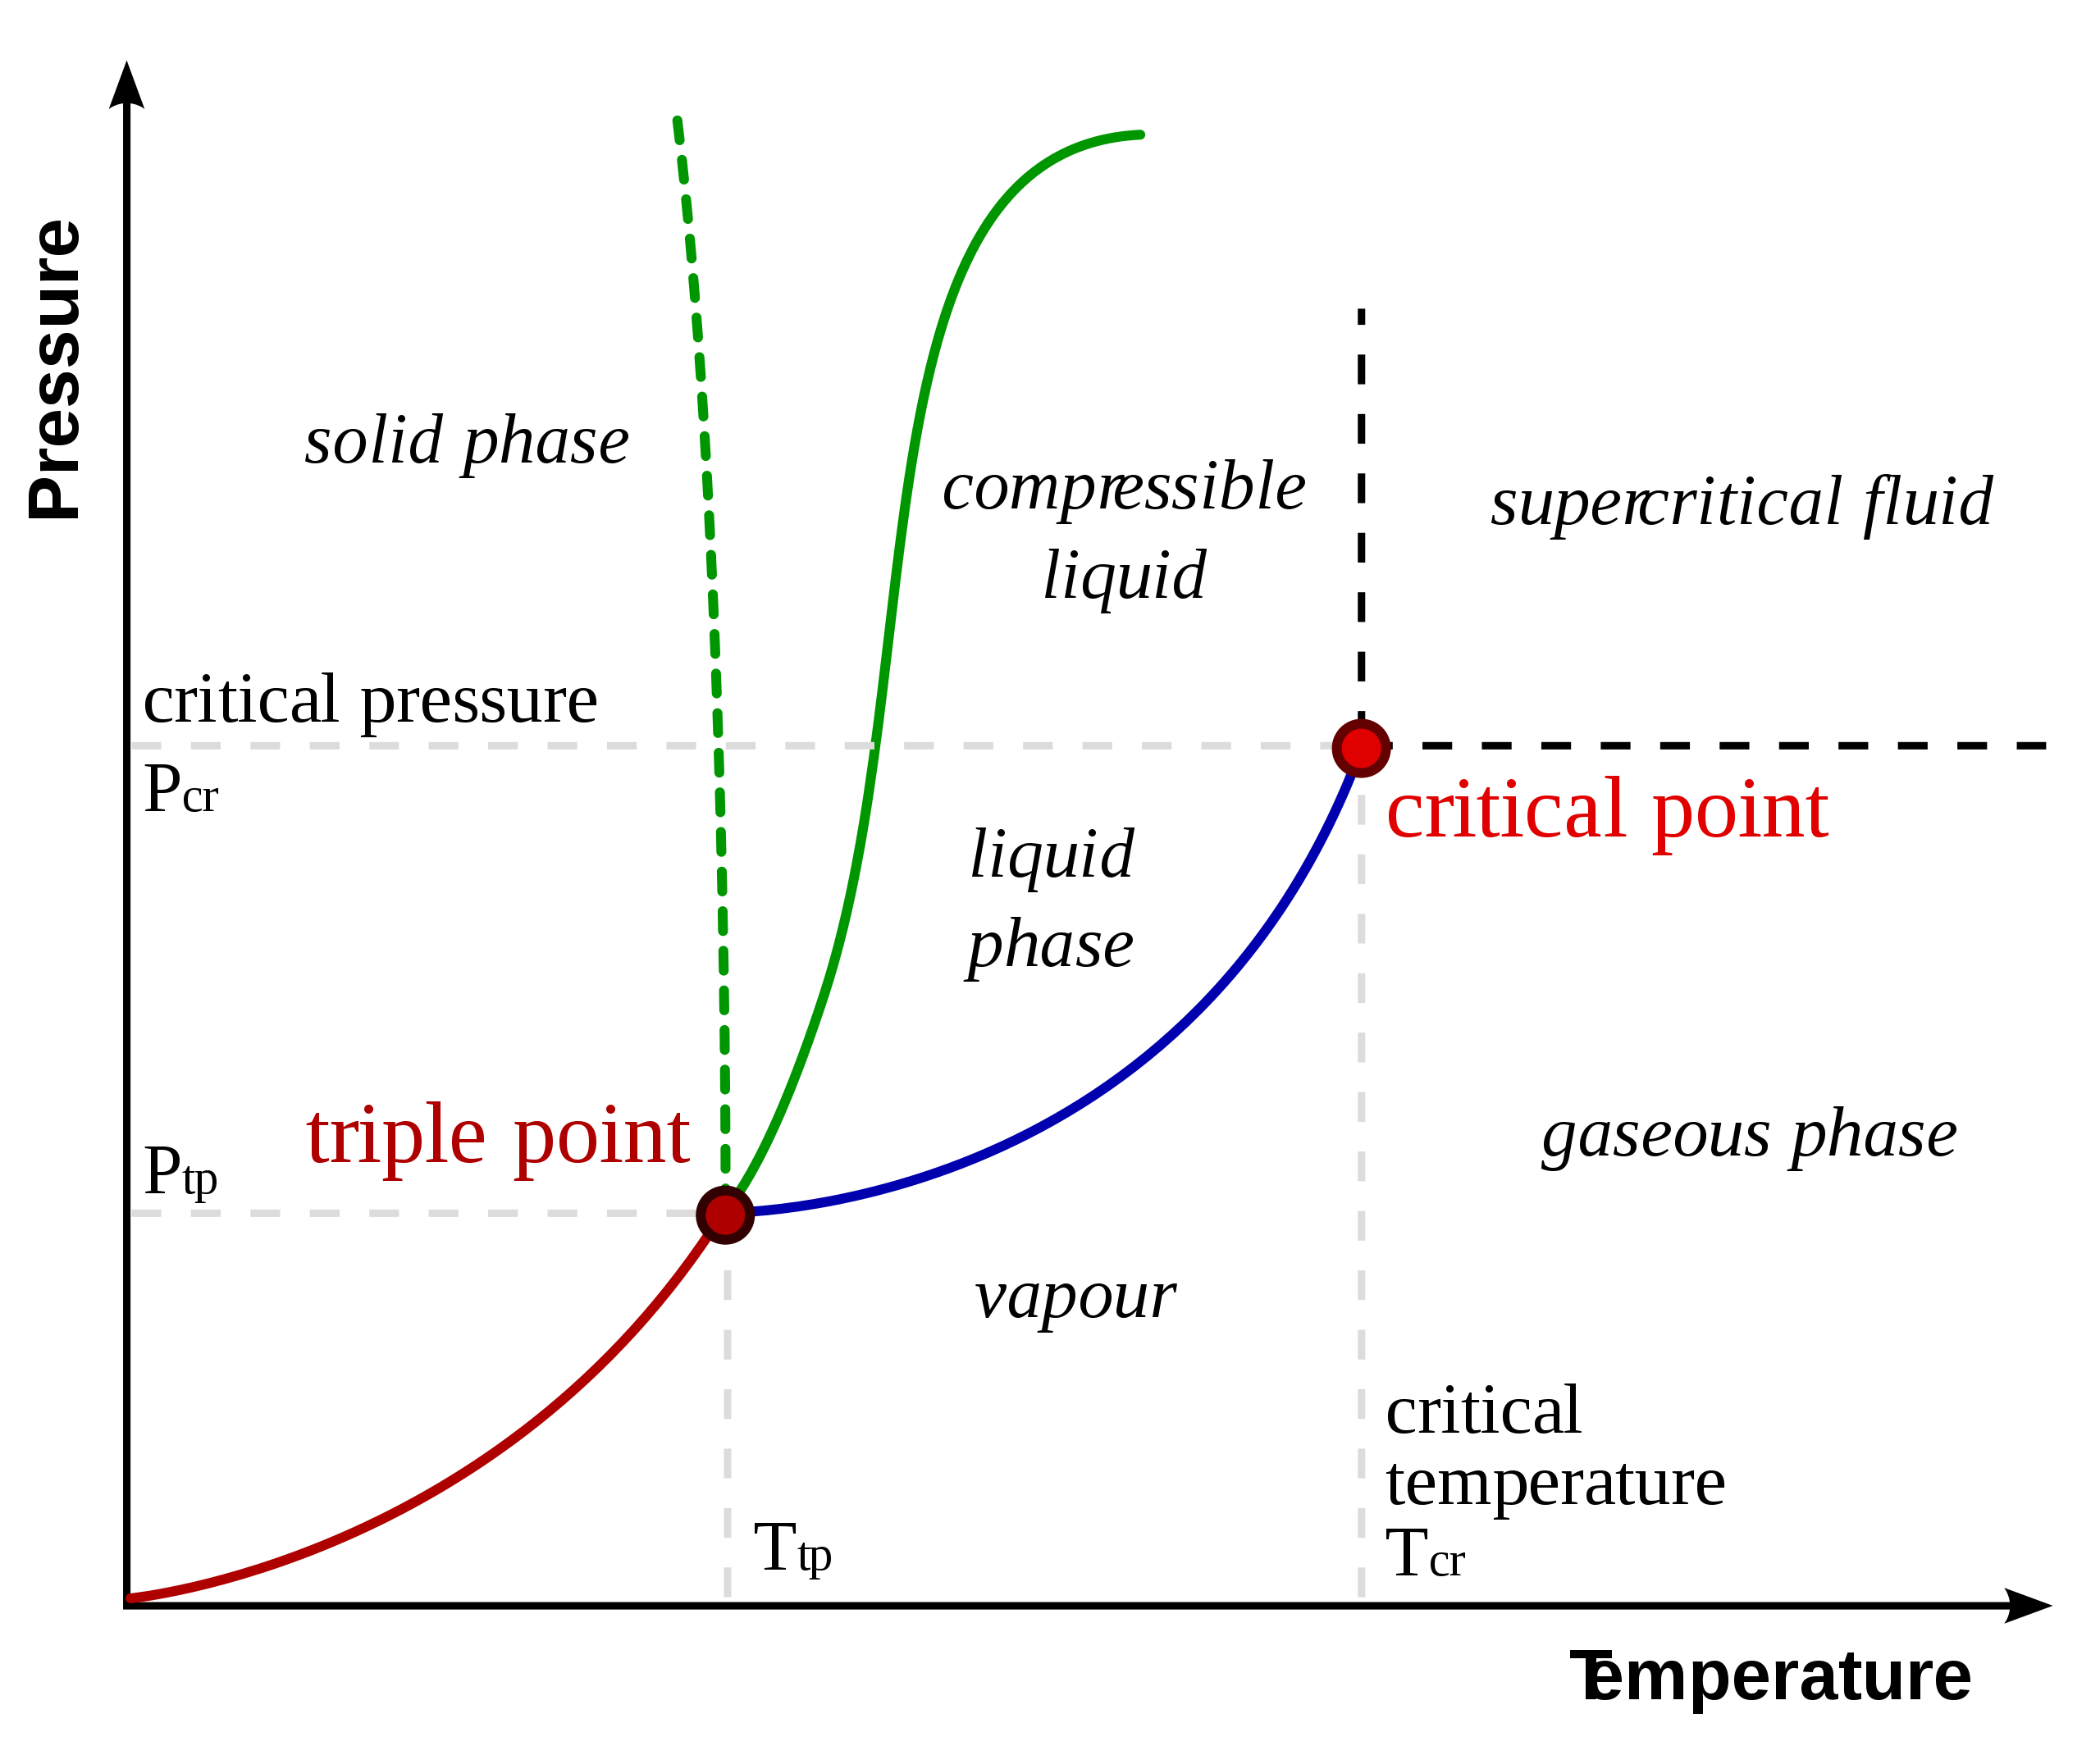 Pressure
solid phase
compressible
liquid
supercritical fluid
critical pressure
Pcr
critical point
liquid
phase
triple point
Ptp
gaseous phase
vapour
critical
temperature
Tcr
Ttp
Temperature